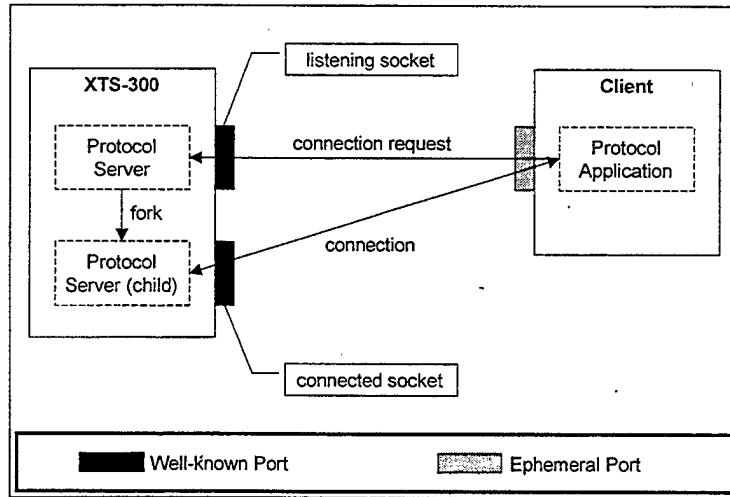 listening socket
XTS-300
Client
Protocol
Server
connection request
Protocol
Application
fork
connection
Protocol
Server (child)
connected socket
Well-Known Port
Ephemeral Port